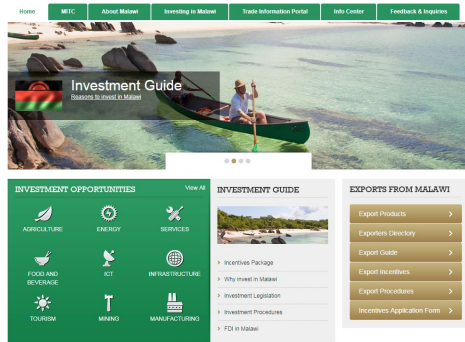 Home MITC About Malawi Investing in Malawi Trade Information Portal Info Center Feedback & Inquiries
Investment Guide
Reasons to invest in Malawi
INVESTMENT OPPORTUNITIES View All
AGRICULTURE ENERGY SERVICES
FOOD AND BEVERAGE ICT INFRASTRUCTURE
TOURISM MINING MANUFACTURING
INVESTMENT GUIDE
Incentives Package
Why invest in Malawi
Investment Legislation
Investment Procedures
FDI in Malawi
EXPORTS FROM MALAWI
Export Products
Exporters Directory
Export Guide
Export Incentives
Export Procedures
Incentives Application Form